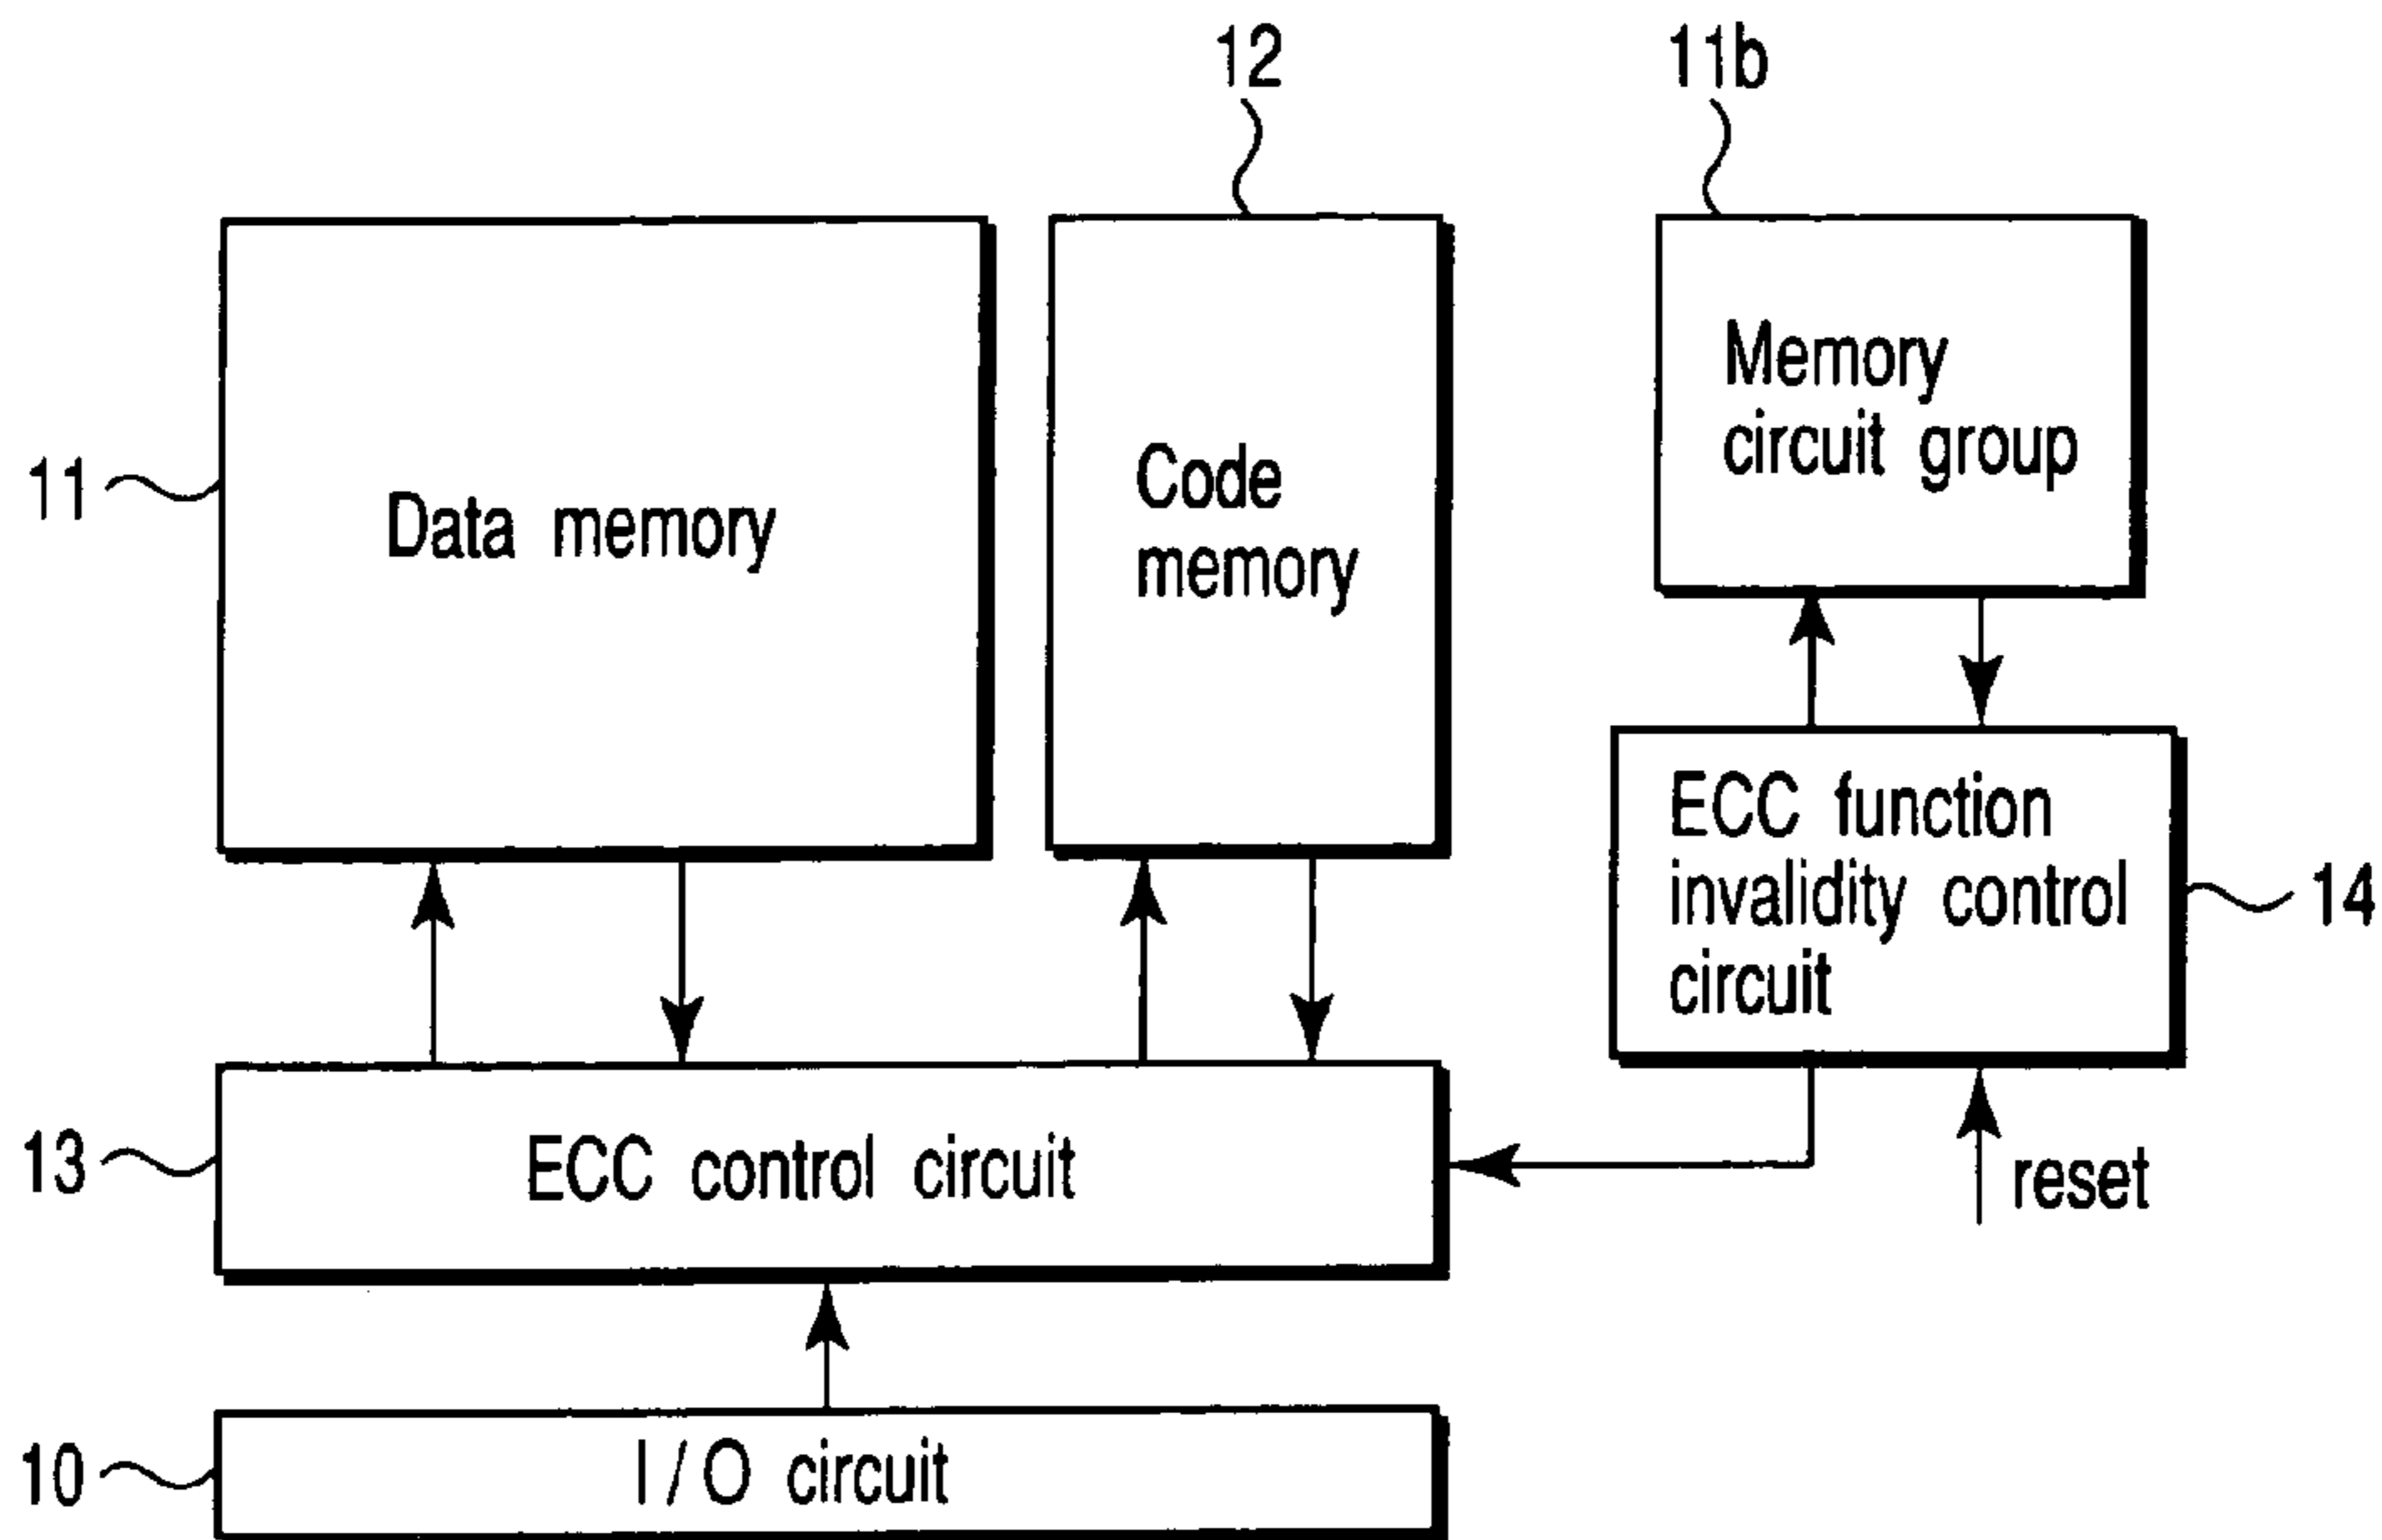 12
11b
11
Data memory
Code
memory
Memory
circuit group
ECC function
invalidity control
circuit
14
13
ECC control circuit
reset
10
I/O circuit